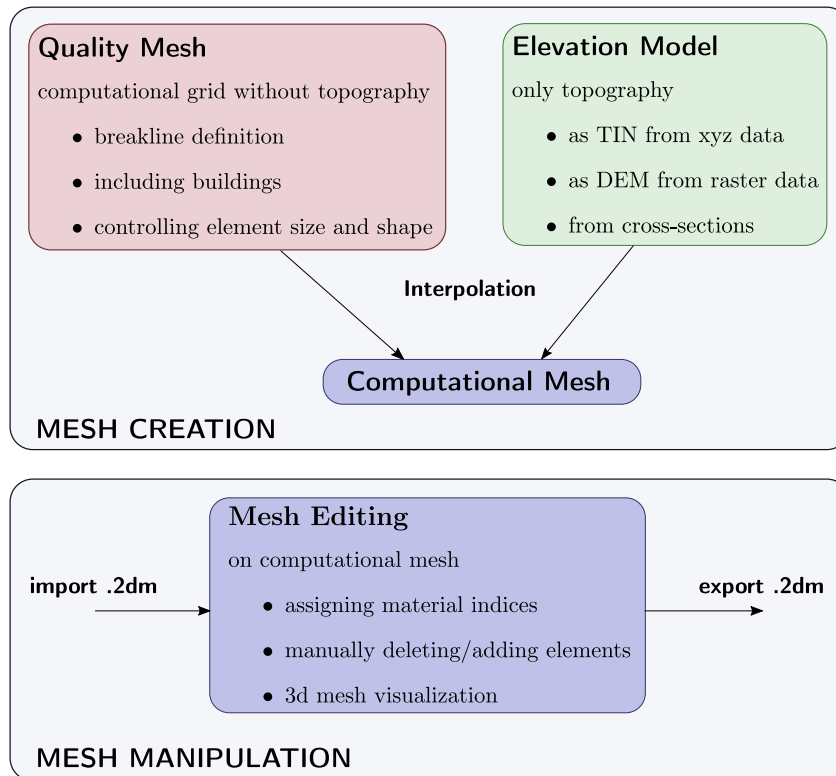 Quality Mesh
computational grid without topography
• breakline definition
• including buildings
• controlling element size and shape
Elevation Model
only topography
• as TIN from xyz data
• as DEM from raster data
• from cross-sections
Interpolation
Computational Mesh
MESH CREATION
Mesh Editing
on computational mesh
• assigning material indices
• manually deleting/adding elements
• 3d mesh visualization
import .2dm
export .2dm
MESH MANIPULATION